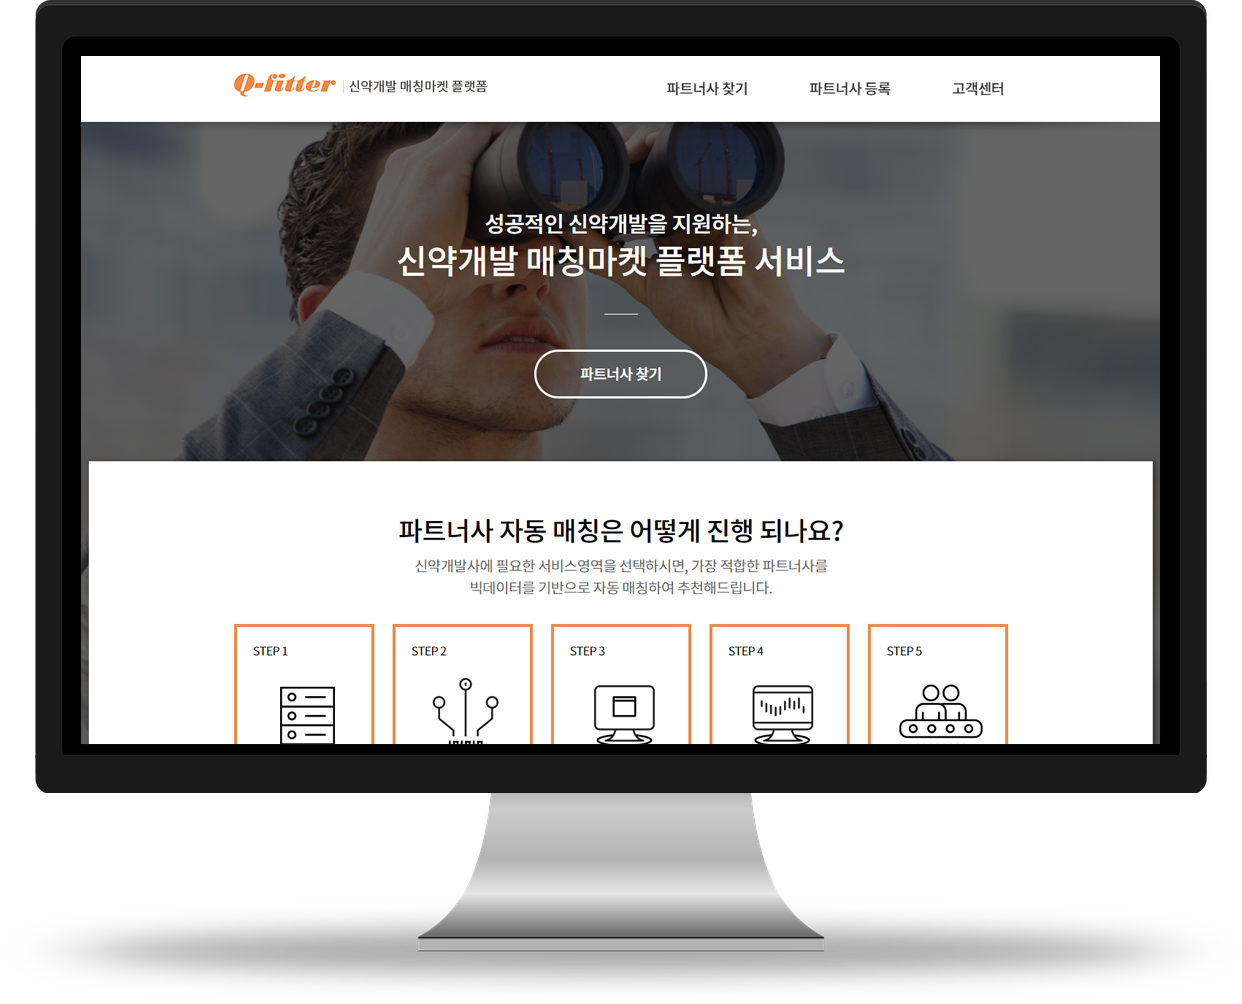 Q-fitter 신약개발 매칭마켓 플랫폼 파트너사 찾기 파트너사 등록 고객센터
성공적인 신약개발을 지원하는,
신약개발 매칭마켓 플랫폼 서비스
파트너사 찾기
파트너사 자동 매칭은 어떻게 진행 되나요?
신약개발사에 필요한 서비스영역을 선택하시면, 가장 적합한 파트너사를
빅데이터를 기반으로 자동 매칭하여 추천해드립니다.
STEP 1 STEP 2 STEP 3 STEP 4 STEP 5